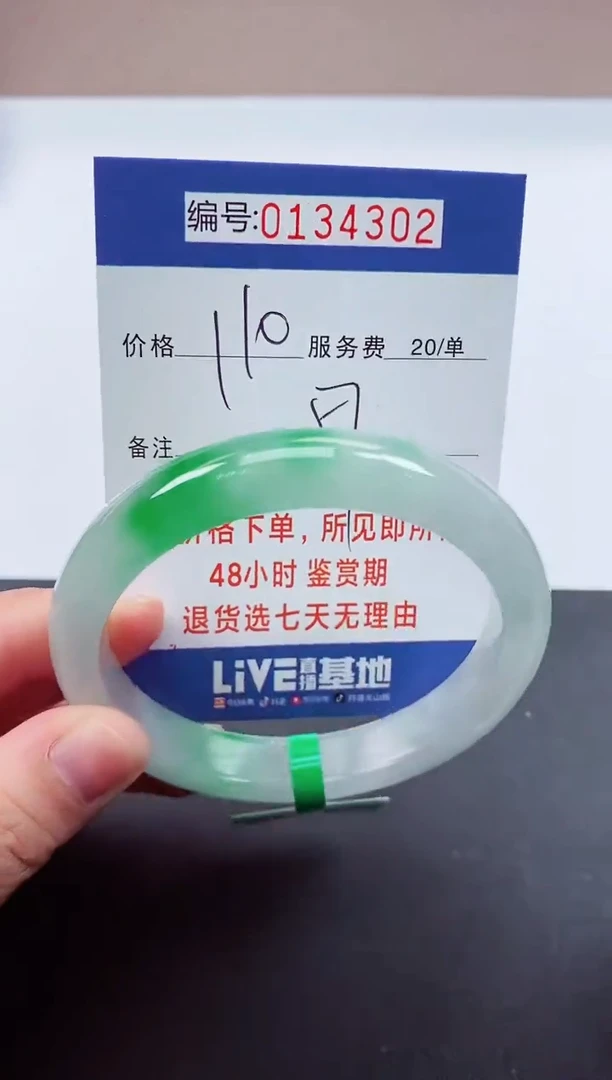 编号:0134302
价格 110 服务费 20/单
备注
价格下单，所见即所
48小时 鉴赏期
退货选七天无理由
LiVE直播基地